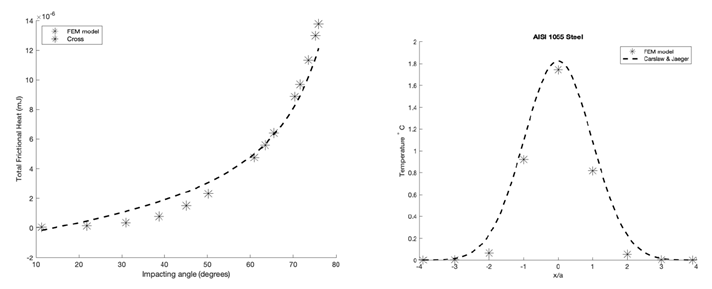 ×10⁻⁶
14
12
10
8
6
4
2
0
-2
FEM model
Cross
Total Frictional Heat (mJ)
10 20 30 40 50 60 70 80
Impacting angle (degrees)
AISI 1055 Steel
2
1.8
1.6
1.4
1.2
1
0.8
0.6
0.4
0.2
0
FEM model
Carslaw & Jaeger
Temperature ° C
-4 -3 -2 -1 0 1 2 3 4
x/a